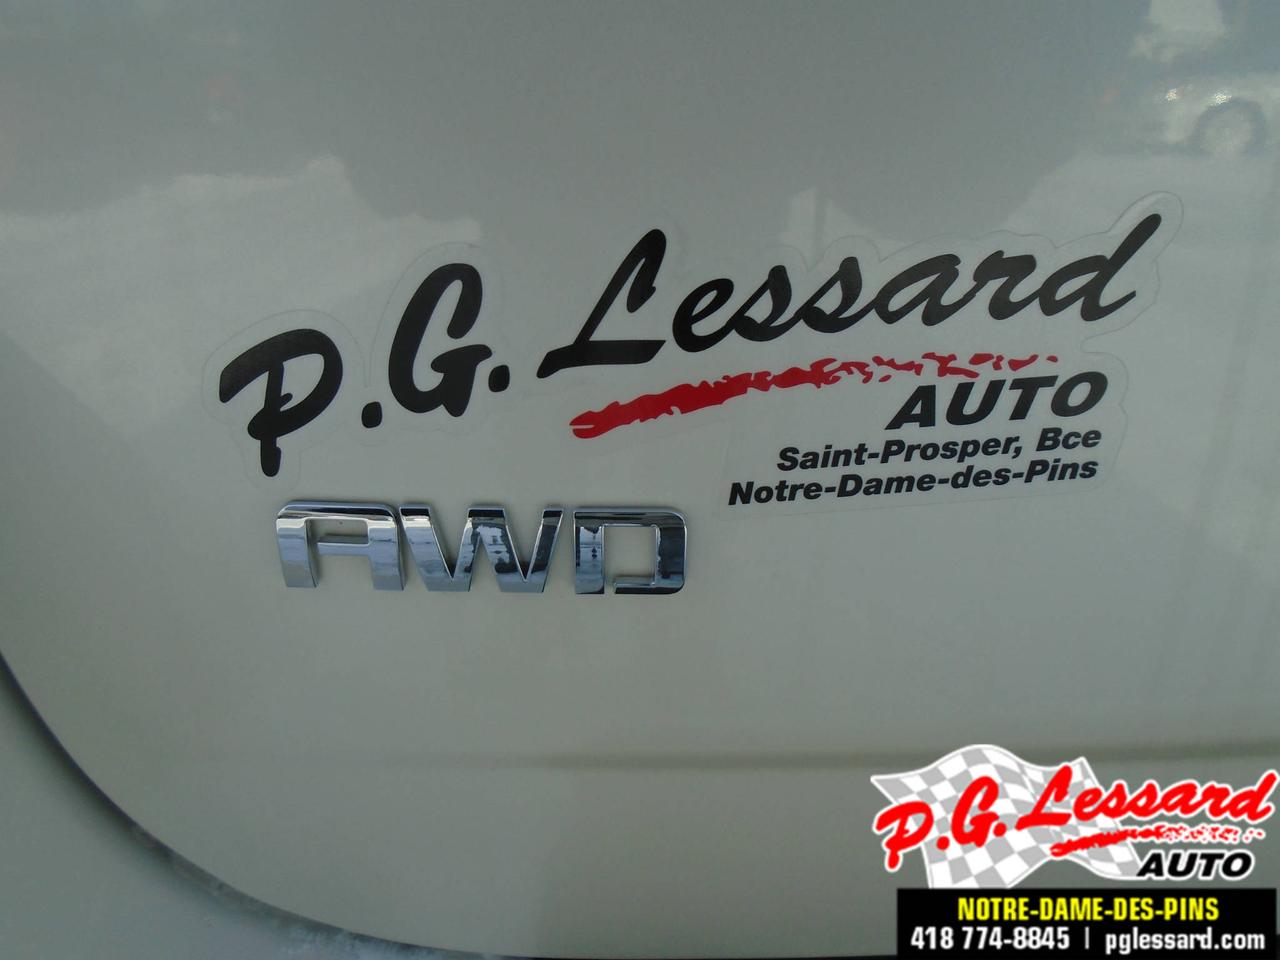 P.G. Lessard
AUTO
Saint-Prosper, Bce
Notre-Dame-des-Pins
AWD
P.G. Lessard
AUTO
NOTRE-DAME-DES-PINS
418 774-8845 | pglessard.com